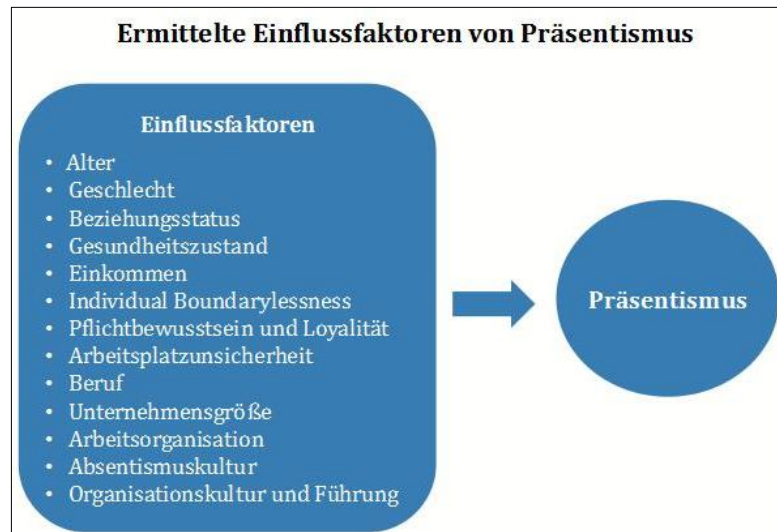 Ermittelte Einflussfaktoren von Präsentismus
Einflussfaktoren
• Alter
• Geschlecht
• Beziehungsstatus
• Gesundheitszustand
• Einkommen
• Individual Boundarylessness
• Pflichtbewusstsein und Loyalität
• Arbeitsplatzunsicherheit
• Beruf
• Unternehmensgröße
• Arbeitsorganisation
• Absentismuskultur
• Organisationskultur und Führung
Präsentismus